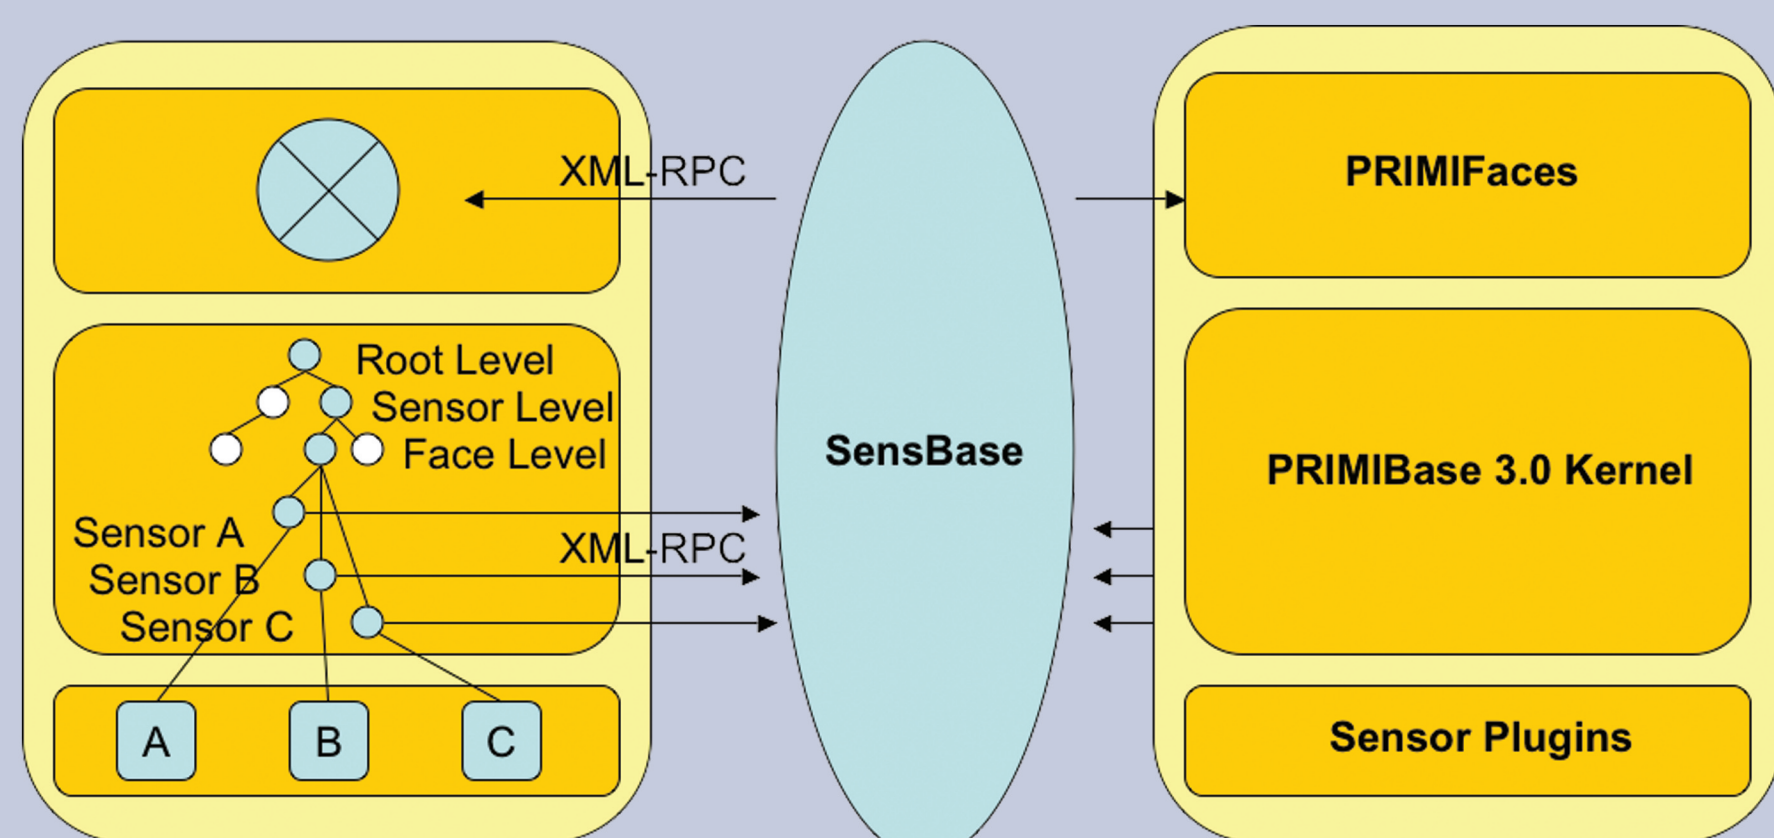 XML-RPC
PRIMIFaces
Root Level
Sensor Level
Face Level
SensBase
PRIMIBase 3.0 Kernel
Sensor A
XML-RPC
Sensor B
Sensor C
A
B
C
Sensor Plugins